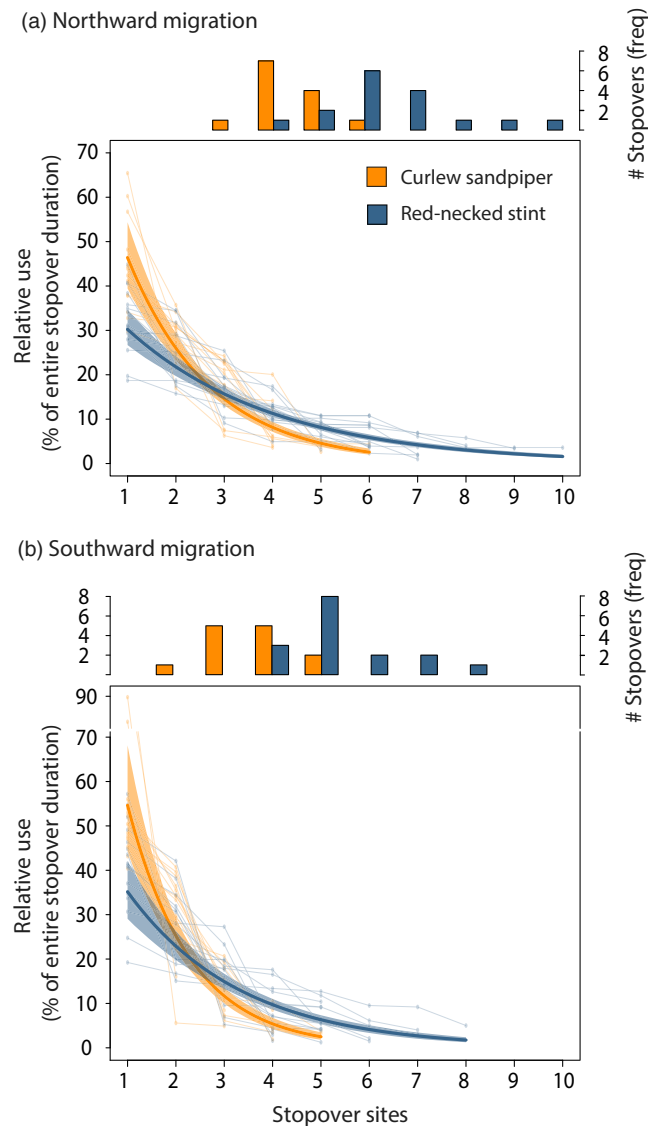 (a) Northward migration
8
6
4
2
# Stopovers (freq)
70
60
50
40
30
20
10
0
Relative use
(% of entire stopover duration)
Curlew sandpiper
Red-necked stint
1 2 3 4 5 6 7 8 9 10
(b) Southward migration
8
6
4
2
8
6
4
2
# Stopovers (freq)
90
70
60
50
40
30
20
10
0
Relative use
(% of entire stopover duration)
1 2 3 4 5 6 7 8 9 10
Stopover sites